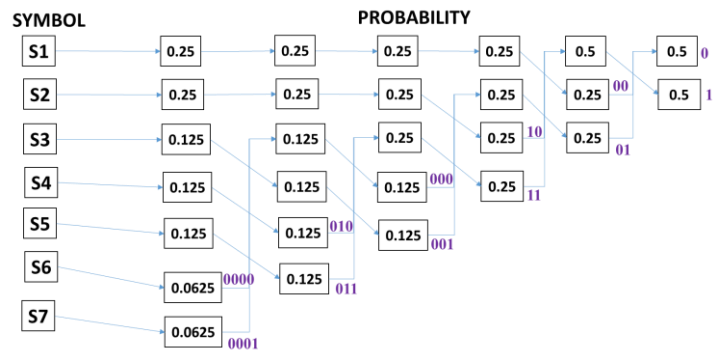 SYMBOL PROBABILITY
S1 0.25 0.25 0.25 0.25 0.5 0.5 0
S2 0.25 0.25 0.25 0.25 0.25 00 0.5 1
S3 0.125 0.125 0.25 0.25 10 0.25 01
S4 0.125 0.125 0.125 000 0.25 11
S5 0.125 0.125 010 0.125 001
S6 0.0625 0000 0.125 011
S7 0.0625 0001